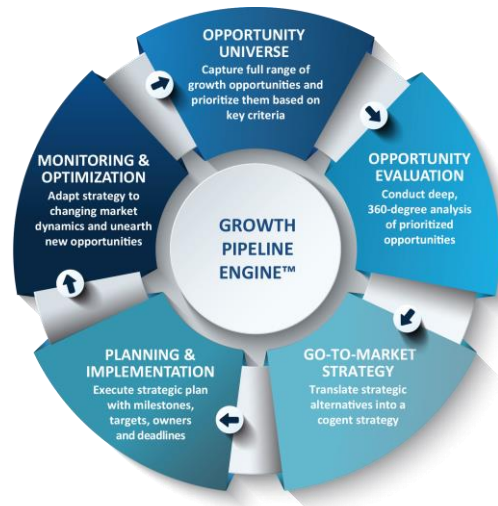 OPPORTUNITY
UNIVERSE
Capture full range of
growth opportunities and
prioritize them based on
key criteria
OPPORTUNITY
EVALUATION
Conduct deep,
360-degree analysis
of prioritized
opportunities
GO-TO-MARKET
STRATEGY
Translate strategic
alternatives into a
cogent strategy
PLANNING &
IMPLEMENTATION
Execute strategic plan
with milestones,
targets, owners
and deadlines
MONITORING &
OPTIMIZATION
Adapt strategy to
changing market
dynamics and unearth
new opportunities
GROWTH
PIPELINE
ENGINE™